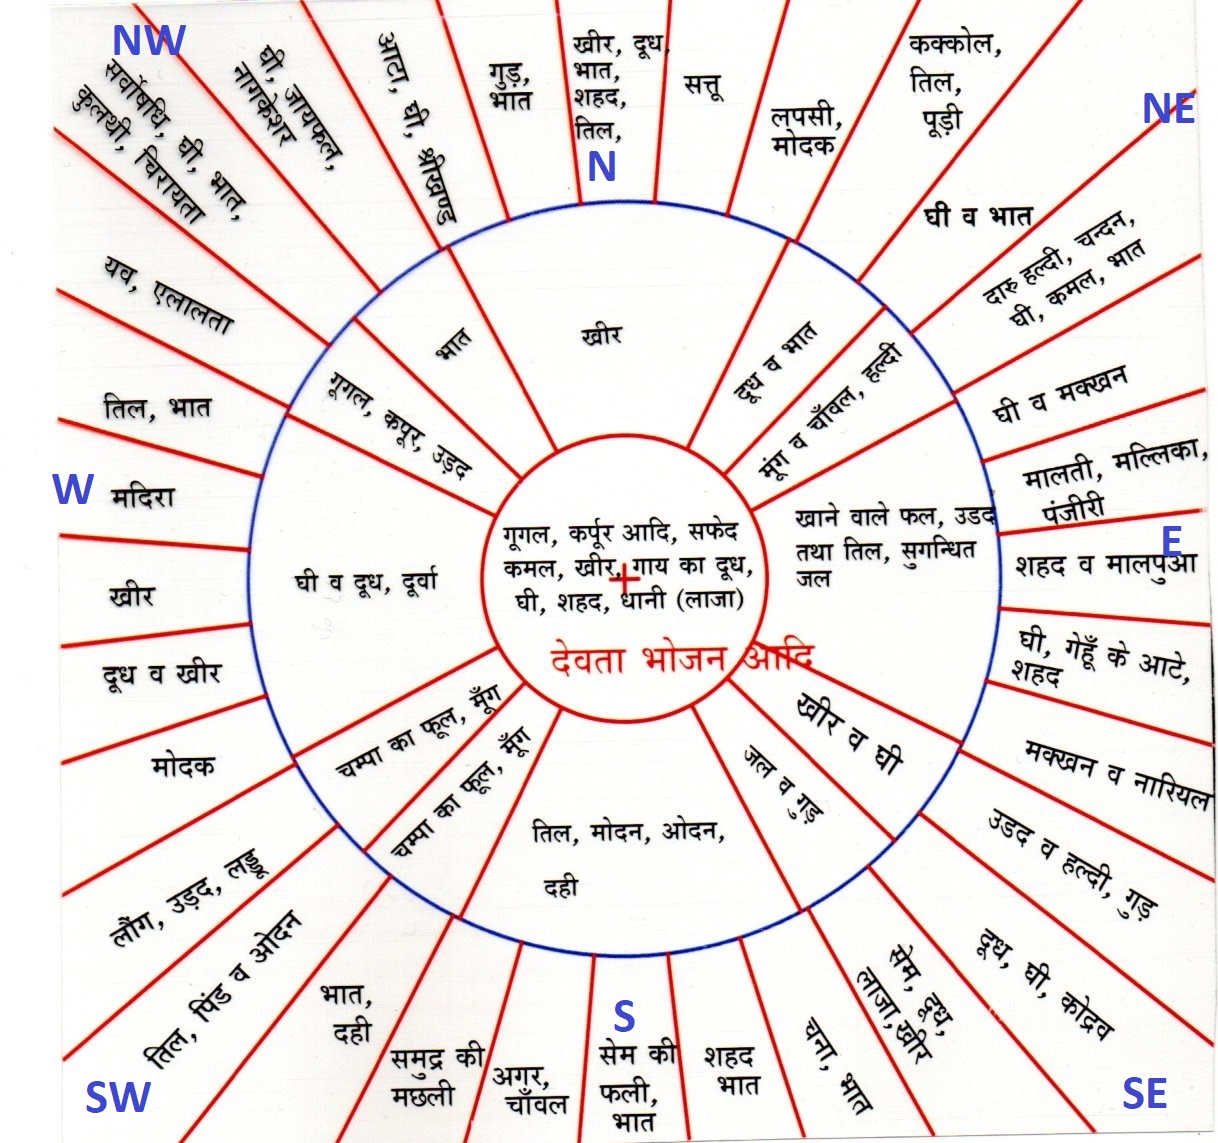 NW
सर्वोषधि, घी, भात,
कुलथी, चिरायता
घी, जायफल,
नागकेशर
आटा, घी, श्रीखण्ड
गुड़,
भात
खीर, दूध,
भात,
शहद,
तिल,
N
सत्तू
लपसी,
मोदक
कक्कोल,
तिल,
पूड़ी
NE
घी व भात
दारु हल्दी, चन्दन,
घी, कमल, भात
घी व मक्खन
मालती, मल्लिका,
पंजीरी
E
शहद व मालपुआ
घी, गेहूँ के आटे,
शहद
मक्खन व नारियल
उडद व हल्दी, गुड़
दूध, घी, कोद्रव
SE
सेम, दूध,
लाजा, खीर
चना, भात
शहद
भात
S
सेम की
फली,
भात
अगर,
चाँवल
समुद्र की
मछली
भात,
दही
SW
तिल, पिंड व ओदन
लौंग, उड़द, लड्डू
मोदक
दूध व खीर
खीर
W
मदिरा
तिल, भात
यव, एलालता
खीर
दूध व भात
मूंग व चाँवल, हल्दी
खाने वाले फल, उडद
तथा तिल, सुगन्धित
जल
खीर व घी
जल व गुड़
तिल, मोदन, ओदन,
दही
चम्पा का फूल, मूँग
चम्पा का फूल, मूँग
घी व दूध, दूर्वा
गूगल, कपूर, उड़द
भात
गूगल, कर्पूर आदि, सफेद
कमल, खीर, गाय का दूध,
घी, शहद, धानी (लाजा)
देवता भोजन आदि